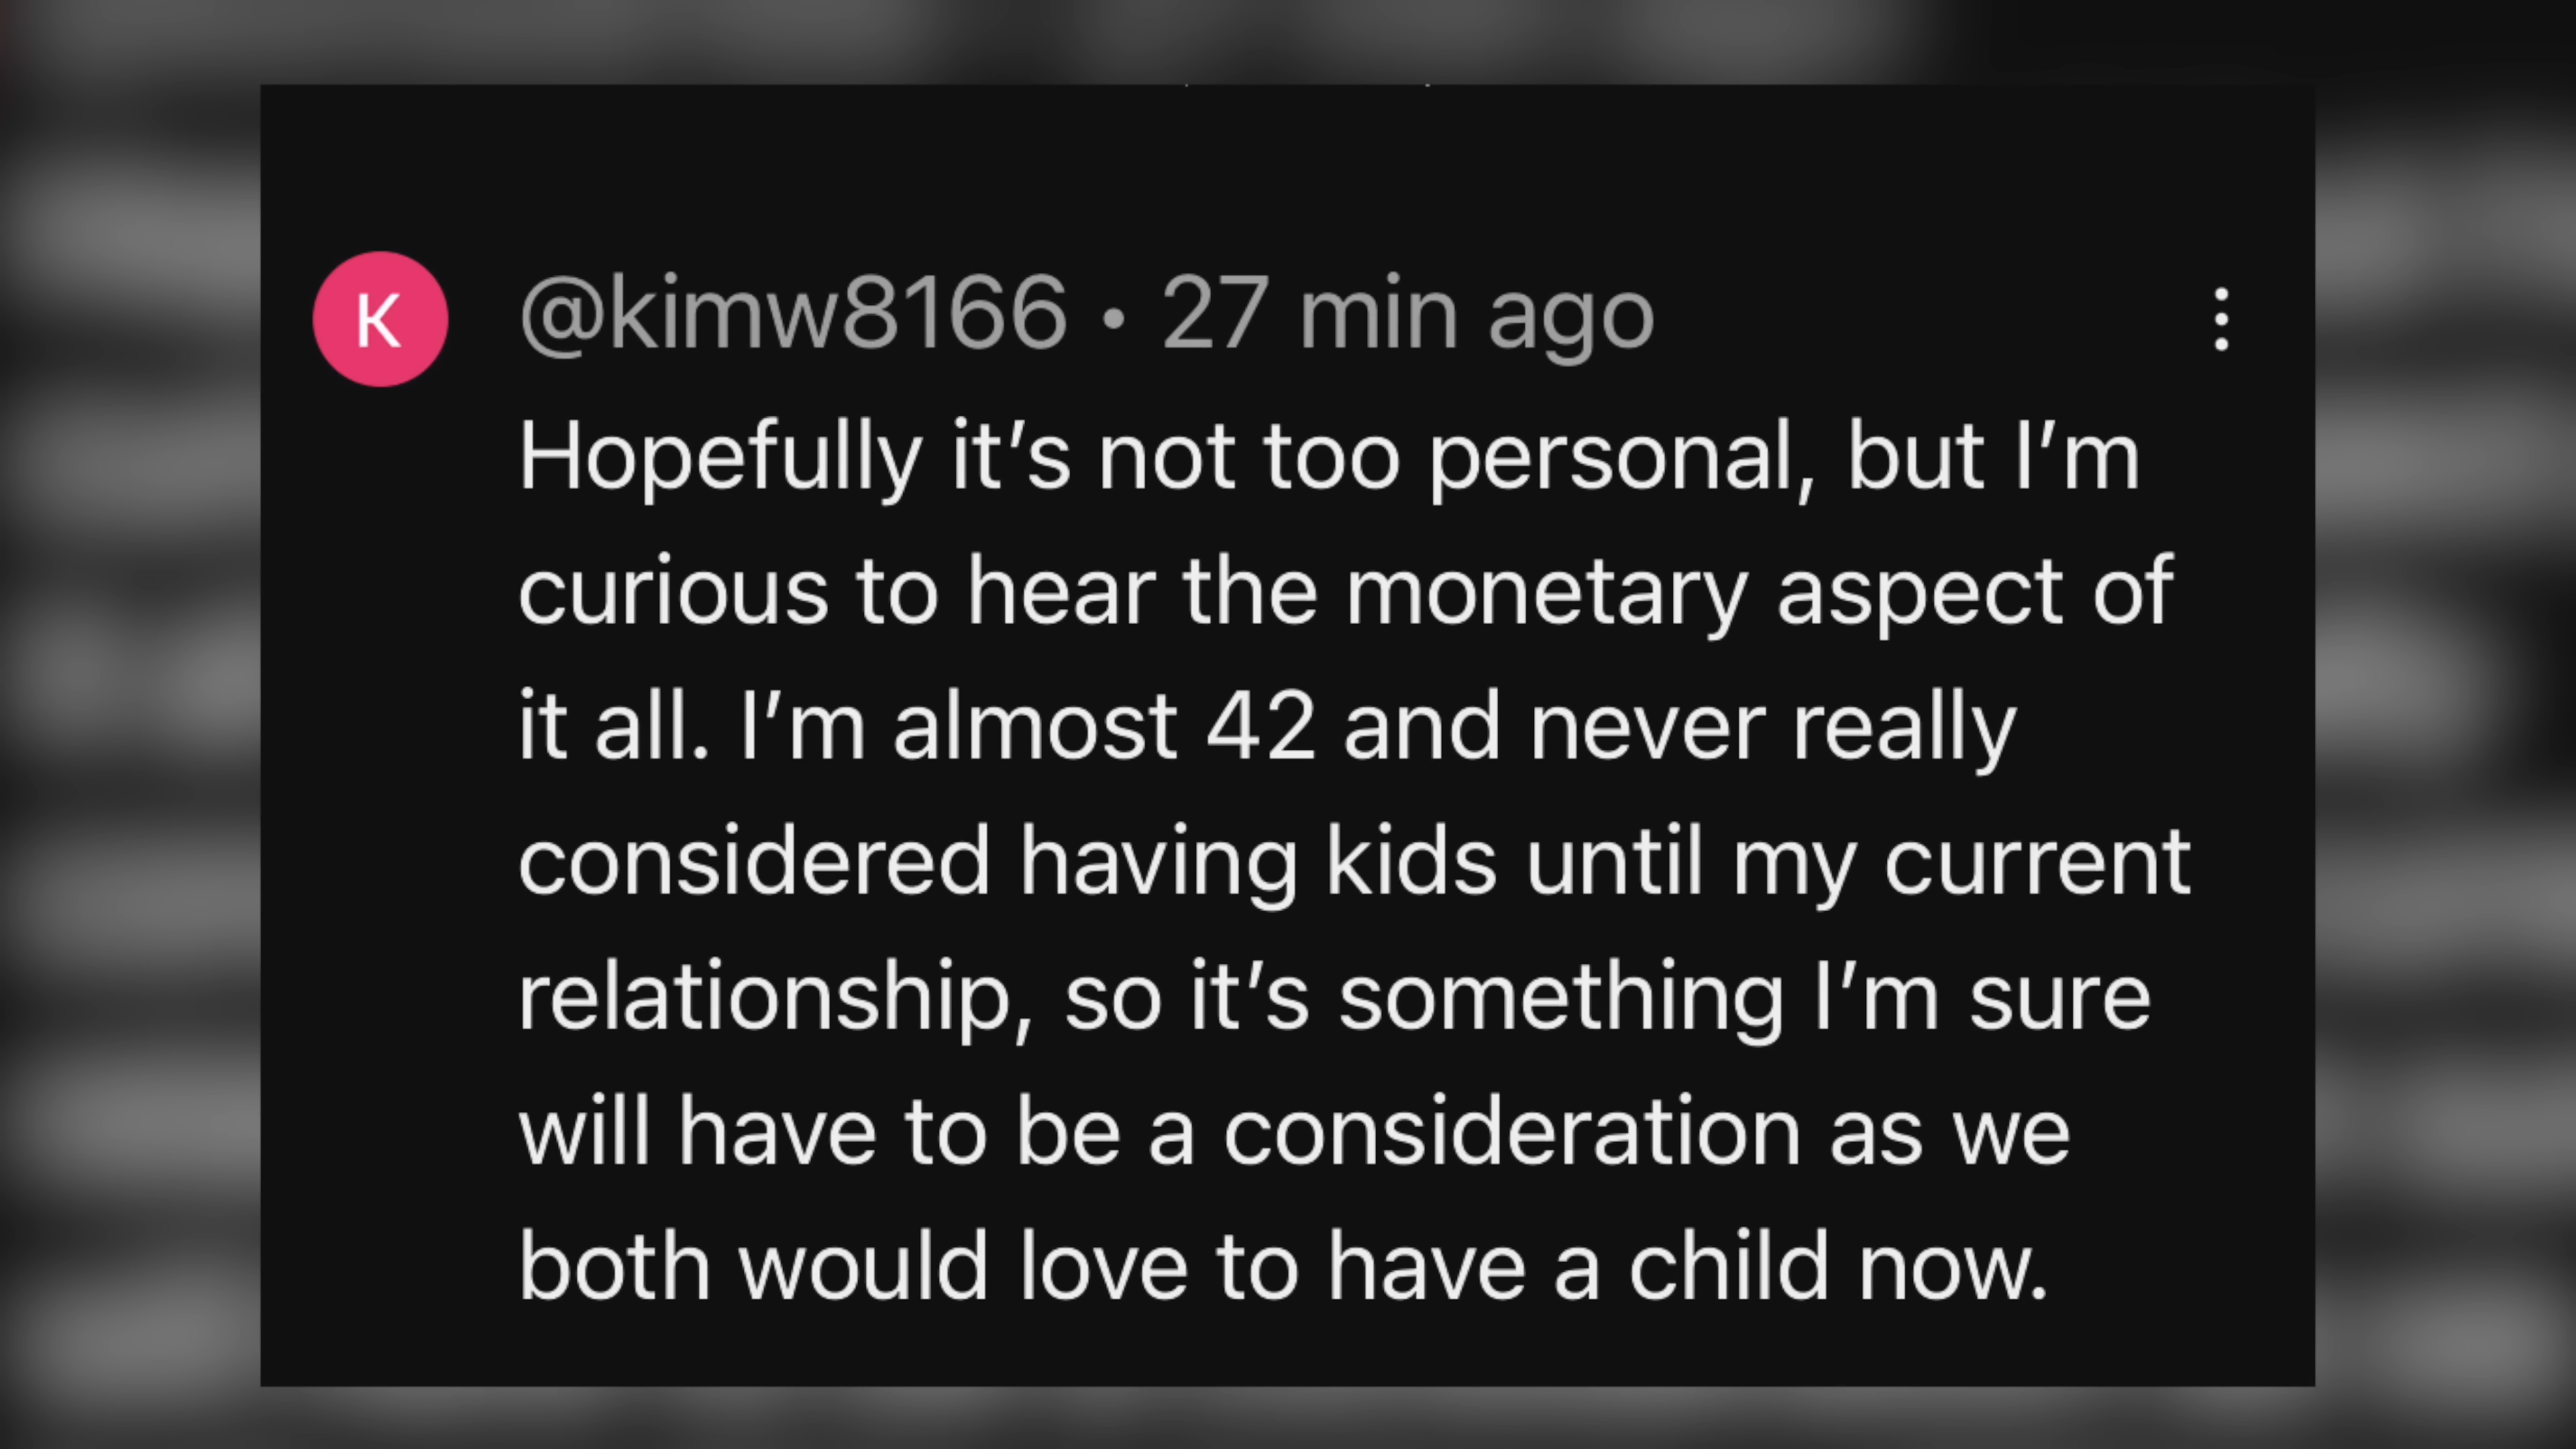 K
@kimw8166 • 27 min ago
Hopefully it’s not too personal, but I’m
curious to hear the monetary aspect of
it all. I’m almost 42 and never really
considered having kids until my current
relationship, so it’s something I’m sure
will have to be a consideration as we
both would love to have a child now.